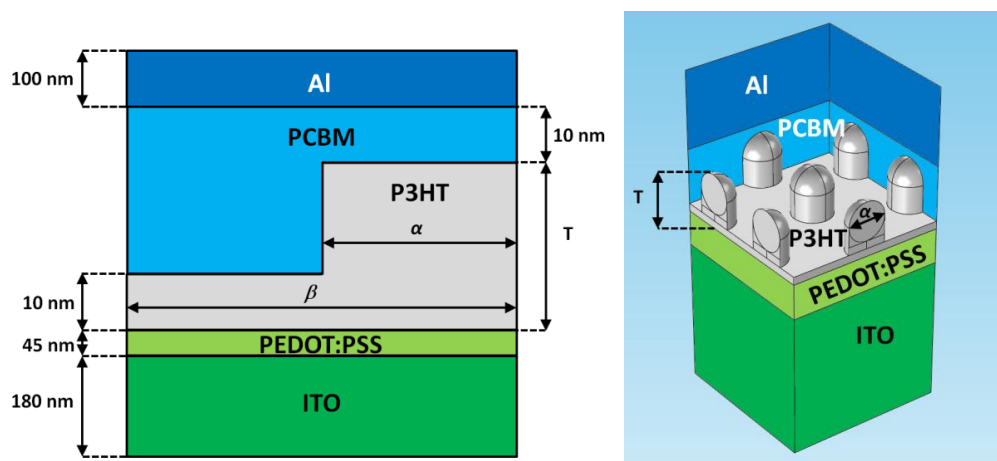 100 nm
Al
PCBM
10 nm
P3HT
α
T
10 nm
β
45 nm
PEDOT:PSS
180 nm
ITO
Al
PCBM
T
α
P3HT
PEDOT:PSS
ITO